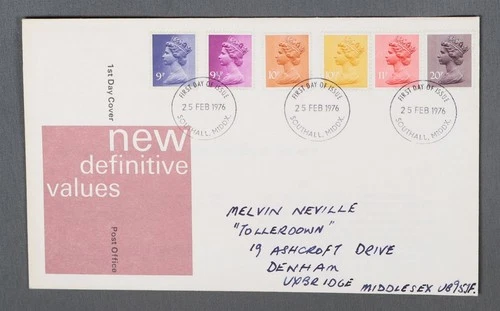 9P
9½P
10P
10½P
11P
20P
FIRST DAY OF ISSUE
25 FEB 1976
SOUTHALL, MIDDX.
FIRST DAY OF ISSUE
25 FEB 1976
SOUTHALL, MIDDX.
FIRST DAY OF ISSUE
25 FEB 1976
SOUTHALL, MIDDX.
1st Day Cover
new
definitive
values
Post Office
MELVIN NEVILLE
"TOLLERDOWN"
19 ASHCROFT DRIVE
DENHAM
UXBRIDGE MIDDLESEX UB95JF.